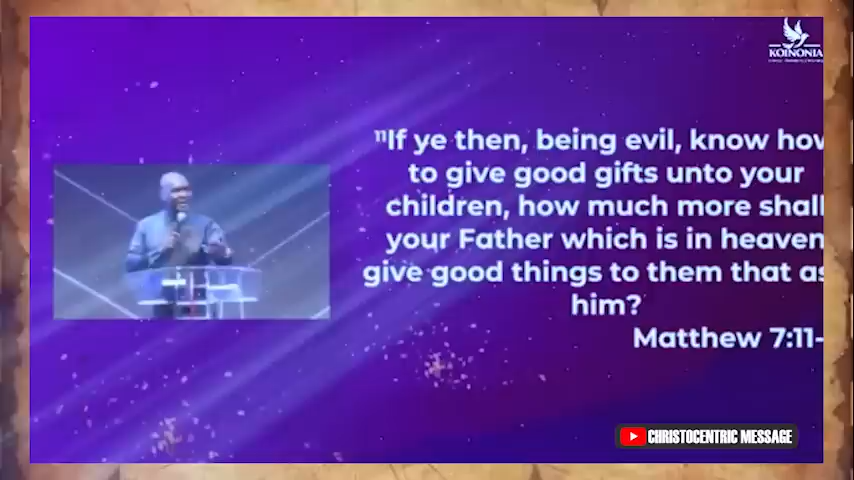 KOINONIA
¹¹If ye then, being evil, know how
to give good gifts unto your
children, how much more shall
your Father which is in heaven
give good things to them that as
him?
Matthew 7:11-
CHRISTOCENTRIC MESSAGE